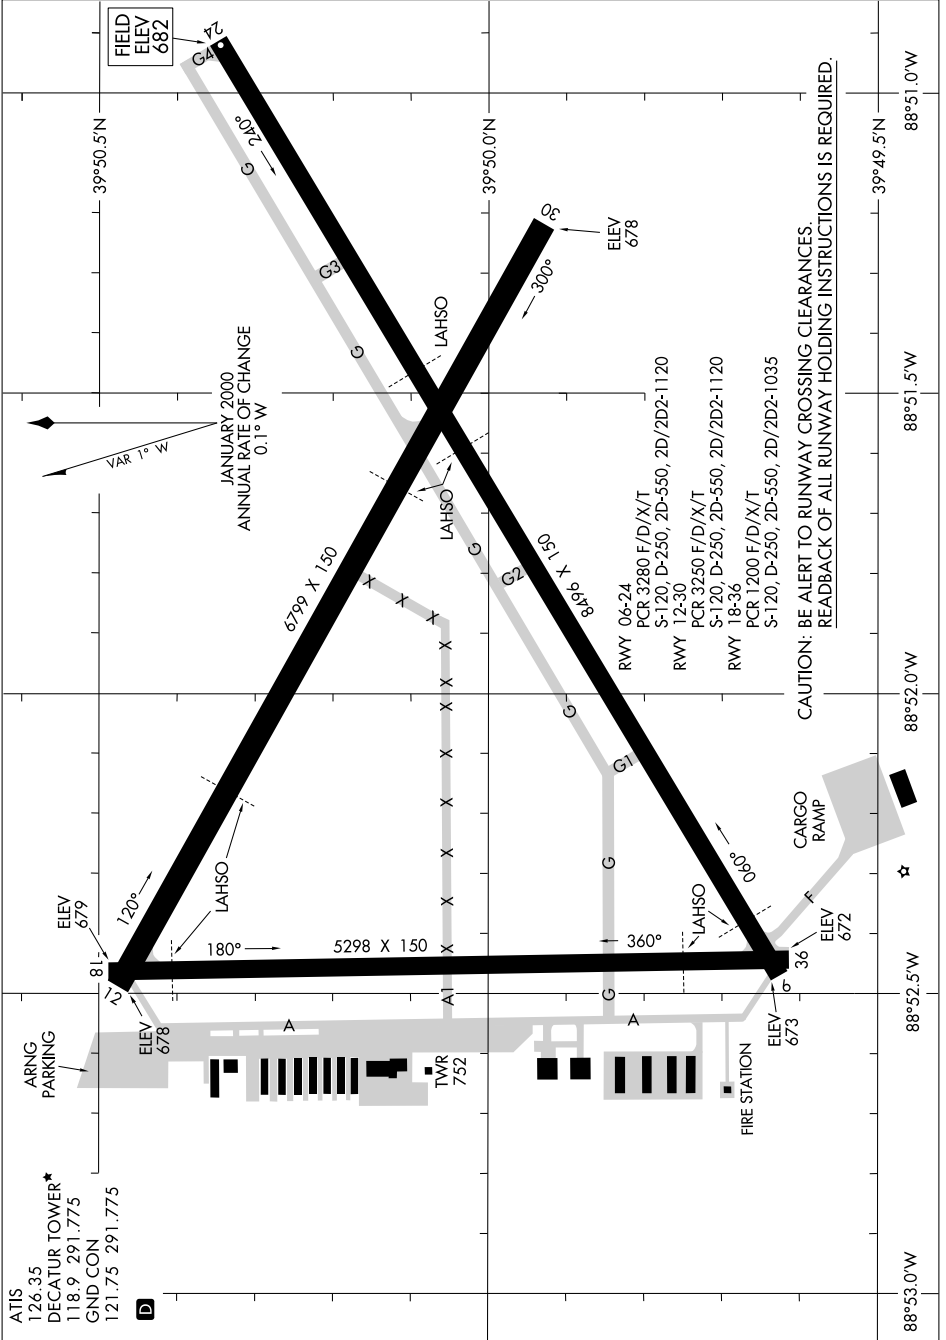 ATIS
126.35
DECATUR TOWER★
118.9 291.775
GND CON
121.75 291.775
D
FIELD
ELEV
682
24
G4
240°
G
39°50.5'N
39°50.0'N
39°49.5'N
88°51.0'W
88°51.5'W
88°52.0'W
88°52.5'W
88°53.0'W
G3
30
ELEV
678
300°
G
LAHSO
VAR 1° W
JANUARY 2000
ANNUAL RATE OF CHANGE
0.1° W
LAHSO
6799 X 150
X
X
X
X
X
X
X
X
X
X
X
G
G2
8496 X 150
RWY 06-24
PCR 3280 F/D/X/T
S-120, D-250, 2D-550, 2D/2D2-1120
RWY 12-30
PCR 3250 F/D/X/T
S-120, D-250, 2D-550, 2D/2D2-1120
RWY 18-36
PCR 1200 F/D/X/T
S-120, D-250, 2D-550, 2D/2D2-1035
CAUTION: BE ALERT TO RUNWAY CROSSING CLEARANCES.
READBACK OF ALL RUNWAY HOLDING INSTRUCTIONS IS REQUIRED.
G
G1
LAHSO
CARGO
RAMP
G
060°
F
LAHSO
ELEV
679
120°
18
180°
5298 X 150
360°
ELEV
672
36
6
12
A1
G
ELEV
678
A
A
ELEV
673
ARNG
PARKING
TWR
752
FIRE STATION